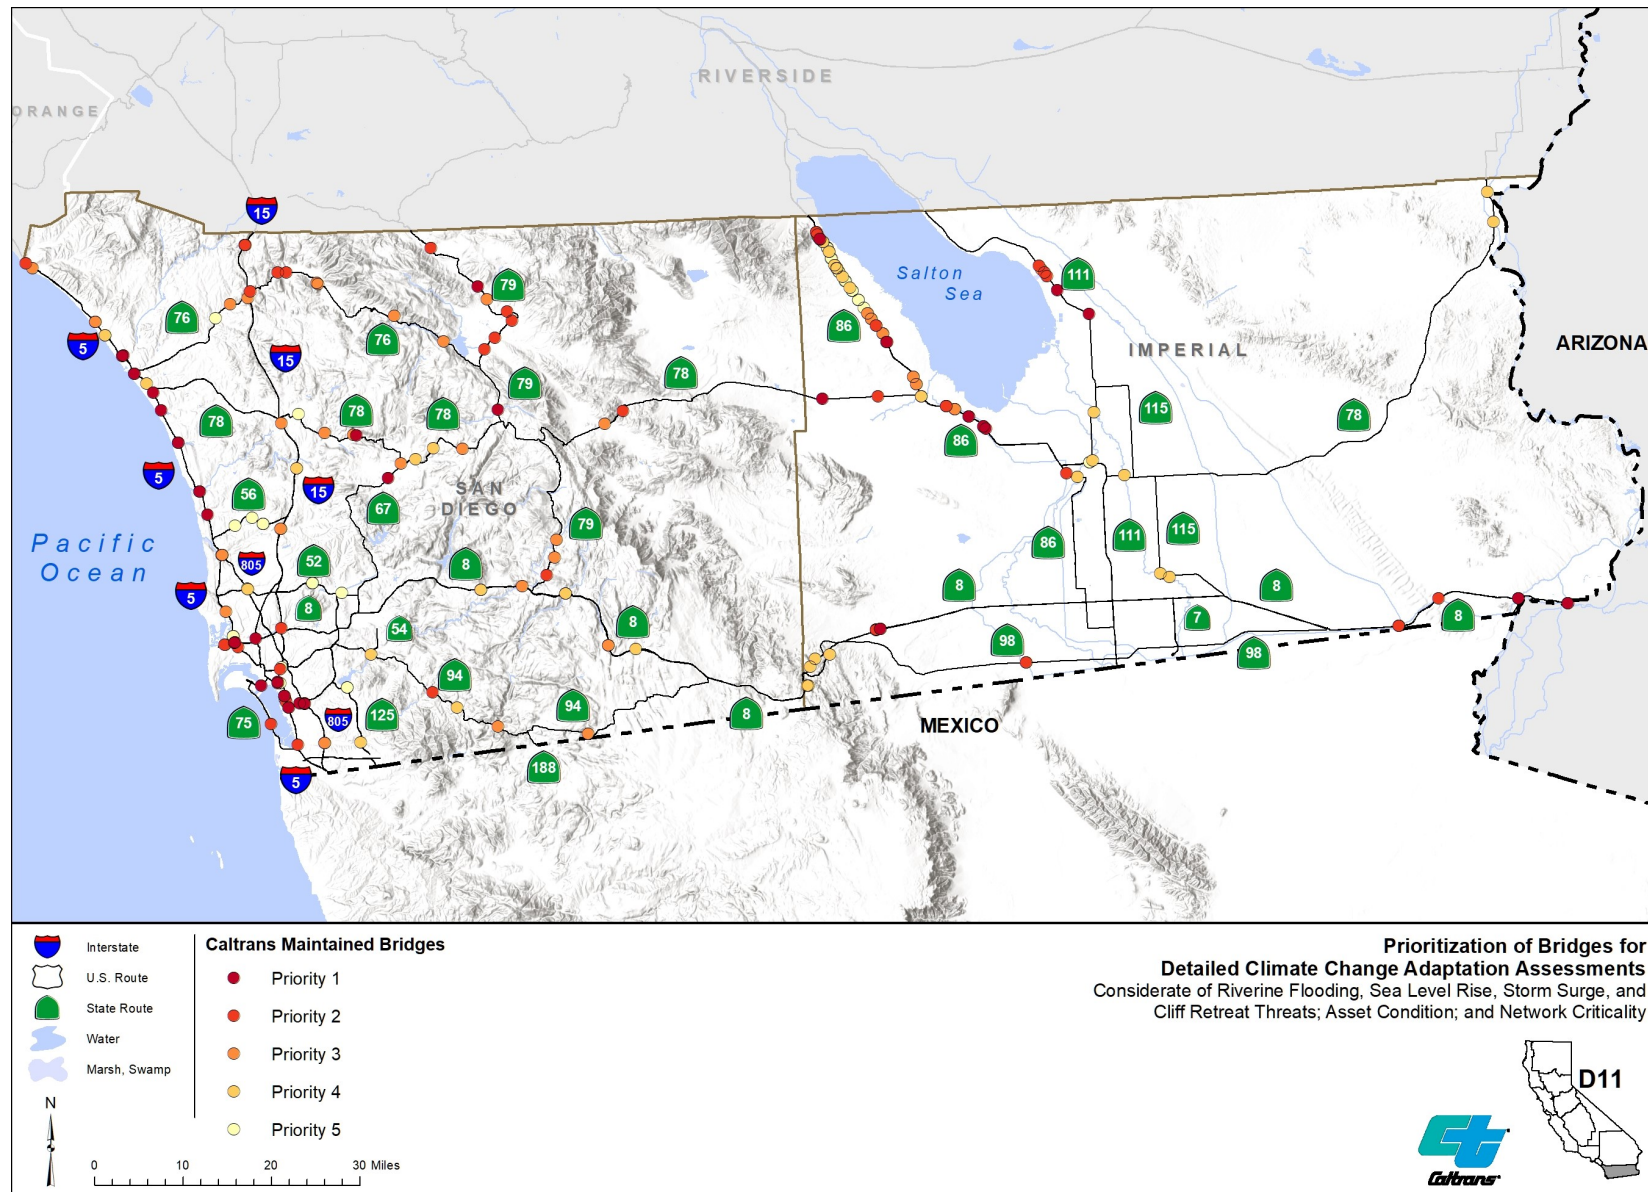 RIVERSIDE
ORANGE
15
Salton
Sea
111
79
76
86
5
76
15
IMPERIAL
ARIZONA
79
78
78
78
78
115
78
86
5
56
15
SAN
DIEGO
67
79
Pacific
Ocean
805
52
8
86
111
115
5
8
8
8
8
54
8
98
7
8
98
94
94
75
805
125
8
MEXICO
188
5
Interstate
U.S. Route
State Route
Water
Marsh, Swamp
N
0 10 20 30 Miles
Caltrans Maintained Bridges
Priority 1
Priority 2
Priority 3
Priority 4
Priority 5
Prioritization of Bridges for
Detailed Climate Change Adaptation Assessments
Considerate of Riverine Flooding, Sea Level Rise, Storm Surge, and
Cliff Retreat Threats; Asset Condition; and Network Criticality
D11
Caltrans